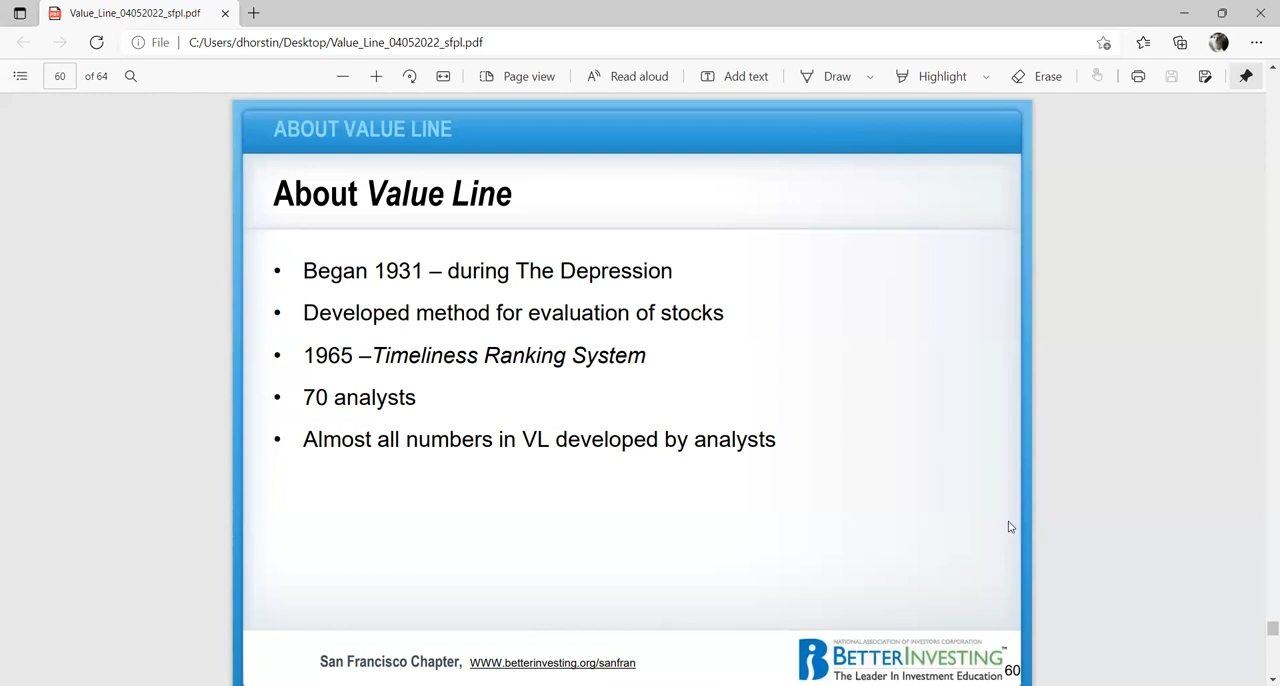 Value_Line_04052022_sfpl.pdf
File | C:/Users/dhorstin/Desktop/Value_Line_04052022_sfpl.pdf
60 of 64 Page view Read aloud Add text Draw Highlight Erase
ABOUT VALUE LINE
About Value Line
• Began 1931 – during The Depression
• Developed method for evaluation of stocks
• 1965 –Timeliness Ranking System
• 70 analysts
• Almost all numbers in VL developed by analysts
NATIONAL ASSOCIATION OF INVESTORS CORPORATION
San Francisco Chapter, WWW.betterinvesting.org/sanfran
BETTERINVESTING™
The Leader In Investment Education 60